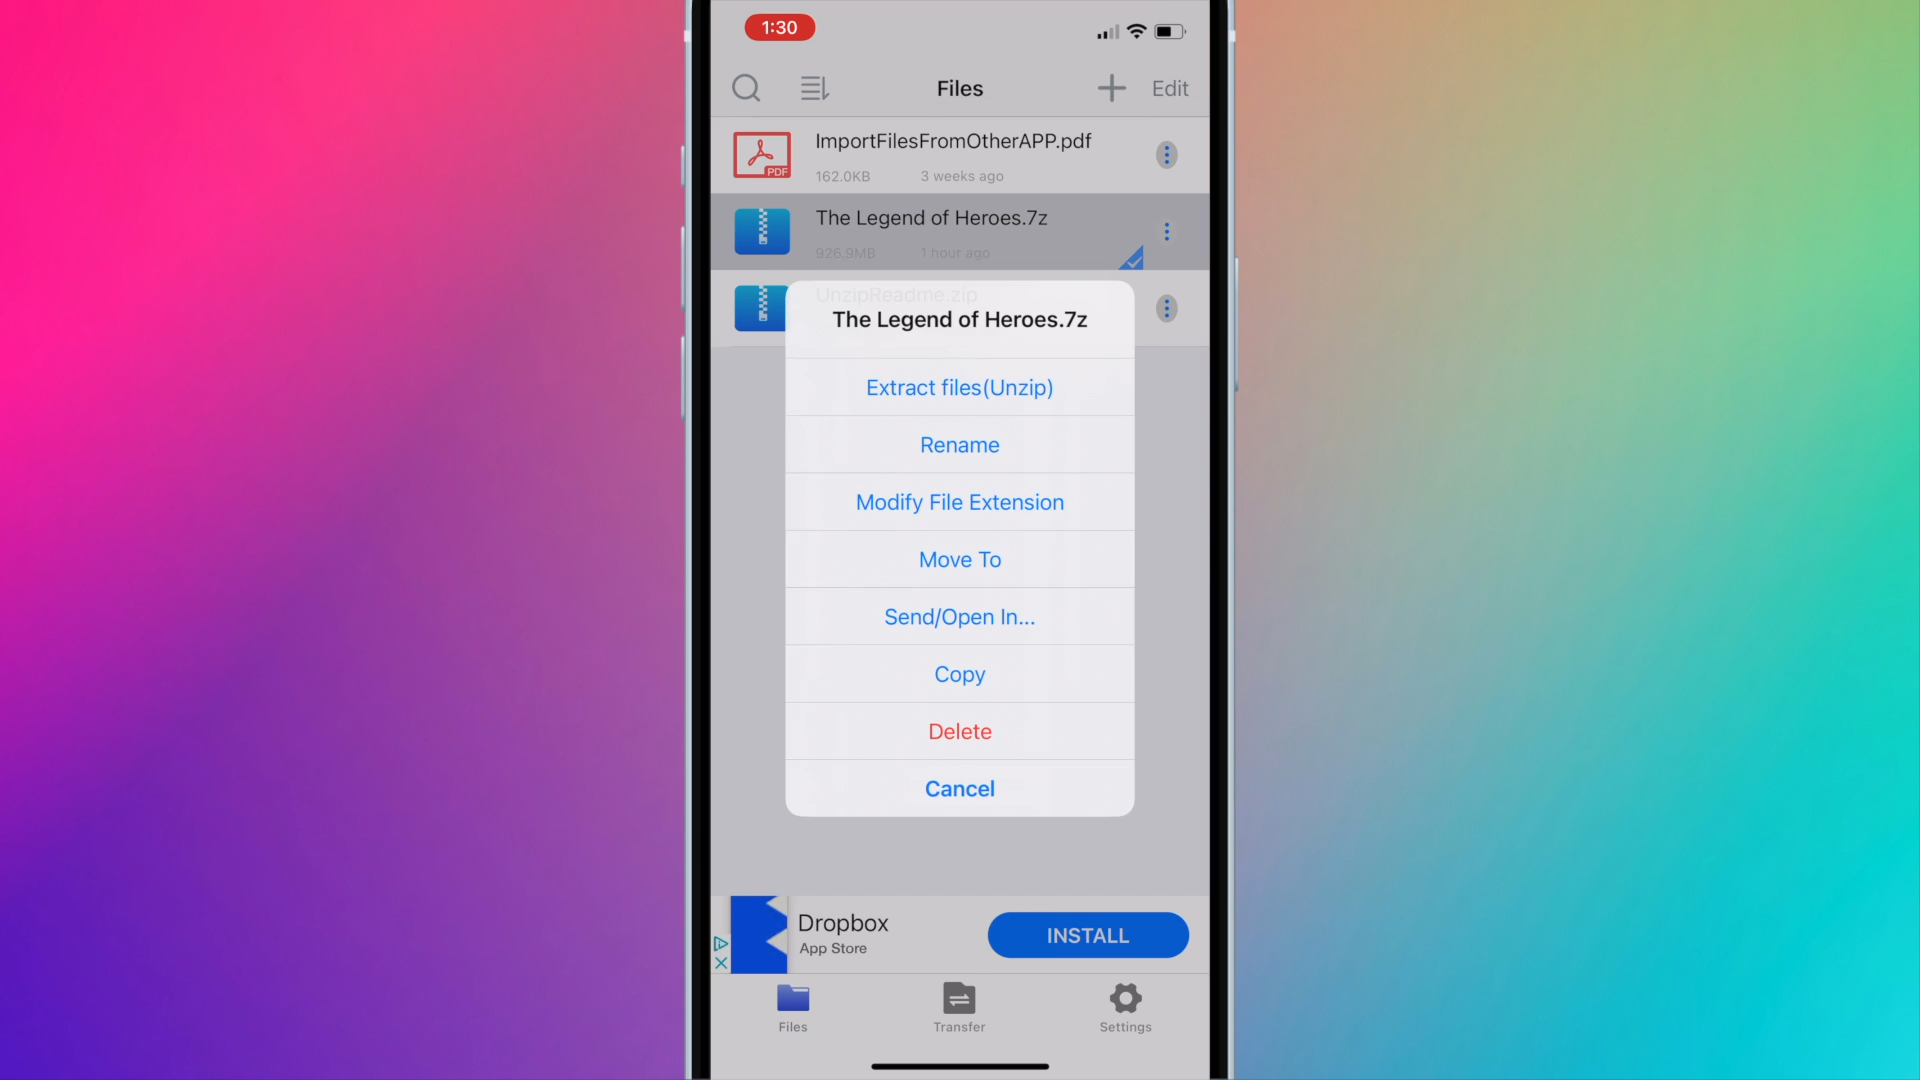 1:30
Files
Edit
ImportFilesFromOtherAPP.pdf
PDF
162.0KB 3 weeks ago
The Legend of Heroes.7z
926.9MB 1 hour ago
UnzipReadme.zip
The Legend of Heroes.7z
Extract files(Unzip)
Rename
Modify File Extension
Move To
Send/Open In...
Copy
Delete
Cancel
Dropbox
App Store
INSTALL
Files
Transfer
Settings